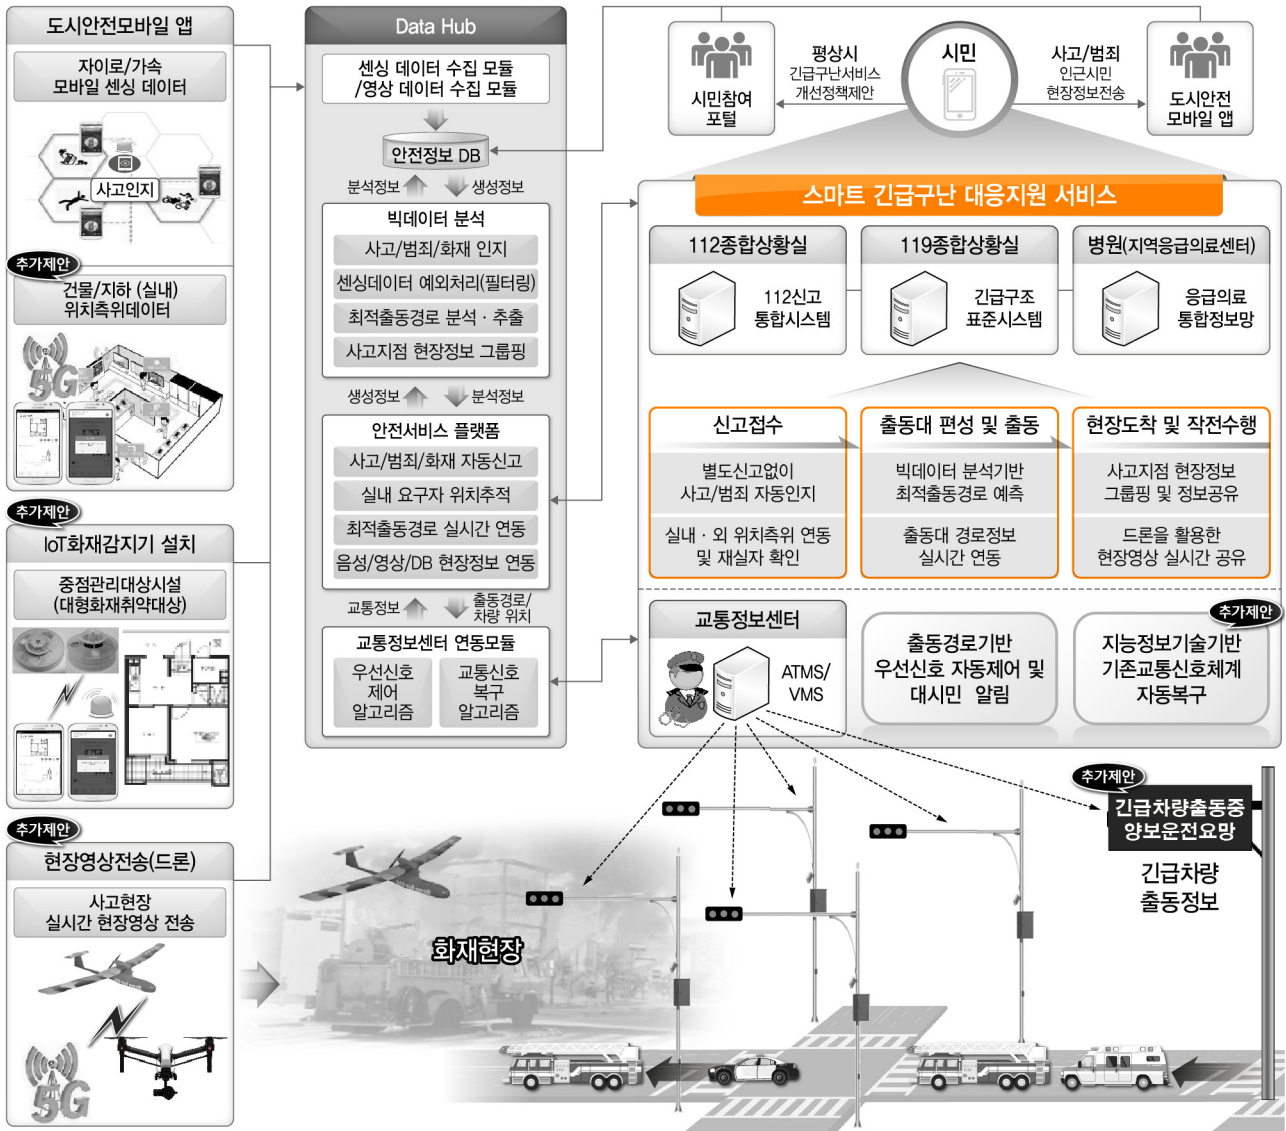 도시안전모바일 앱
자이로/가속
모바일 센싱 데이터
사고인지
추가제안
건물/지하 (실내)
위치측위데이터
5G
추가제안
IoT화재감지기 설치
중점관리대상시설
(대형화재취약대상)
추가제안
현장영상전송(드론)
사고현장
실시간 현장영상 전송
5G
Data Hub
센싱 데이터 수집 모듈
/영상 데이터 수집 모듈
안전정보 DB
분석정보
생성정보
빅데이터 분석
사고/범죄/화재 인지
센싱데이터 예외처리(필터링)
최적출동경로 분석 · 추출
사고지점 현장정보 그룹핑
생성정보
분석정보
안전서비스 플랫폼
사고/범죄/화재 자동신고
실내 요구자 위치추적
최적출동경로 실시간 연동
음성/영상/DB 현장정보 연동
교통정보
출동경로/
차량 위치
교통정보센터 연동모듈
우선신호
제어
알고리즘
교통신호
복구
알고리즘
시민참여
포털
평상시
긴급구난서비스
개선정책제안
시민
사고/범죄
인근시민
현장정보전송
도시안전
모바일 앱
스마트 긴급구난 대응지원 서비스
112종합상황실
112신고
통합시스템
119종합상황실
긴급구조
표준시스템
병원(지역응급의료센터)
응급의료
통합정보망
신고접수
별도신고없이
사고/범죄 자동인지
실내 · 외 위치측위 연동
및 재실자 확인
출동대 편성 및 출동
빅데이터 분석기반
최적출동경로 예측
출동대 경로정보
실시간 연동
현장도착 및 작전수행
사고지점 현장정보
그룹핑 및 정보공유
드론을 활용한
현장영상 실시간 공유
교통정보센터
ATMS/
VMS
출동경로기반
우선신호 자동제어 및
대시민 알림
추가제안
지능정보기술기반
기존교통신호체계
자동복구
추가제안
긴급차량출동중
양보운전요망
긴급차량
출동정보
화재현장